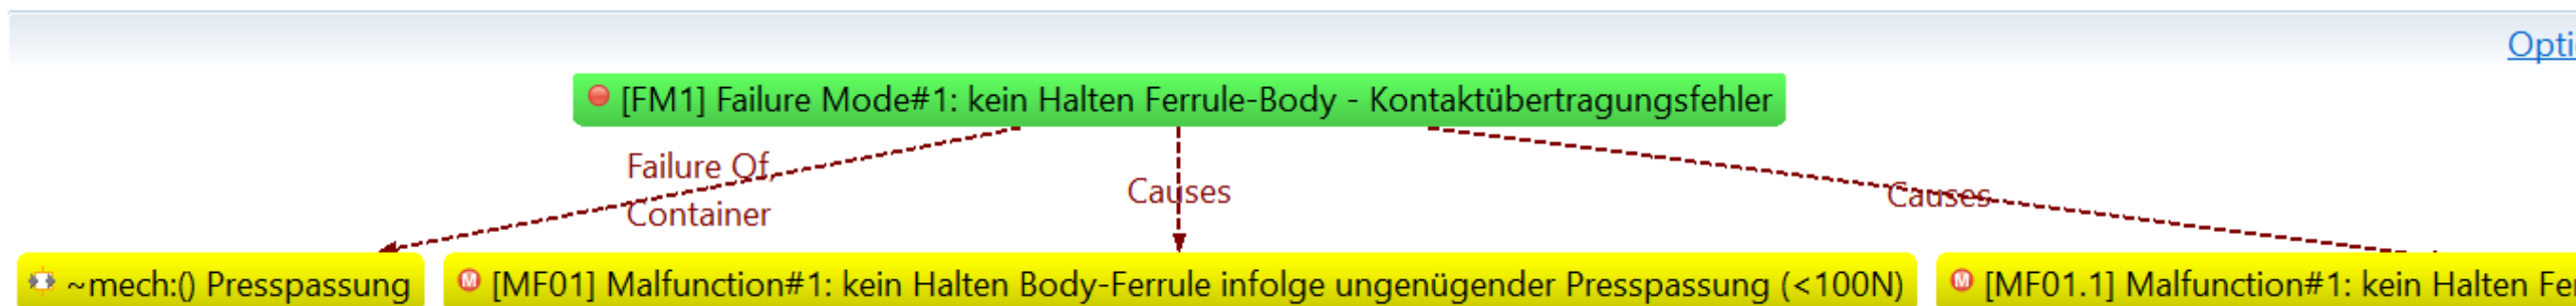 Opti
[FM1] Failure Mode#1: kein Halten Ferrule-Body - Kontaktübertragungsfehler
Failure Of,
Container
Causes
Causes
~mech:() Presspassung
M [MF01] Malfunction#1: kein Halten Body-Ferrule infolge ungenügender Presspassung (<100N)
M [MF01.1] Malfunction#1: kein Halten Fe